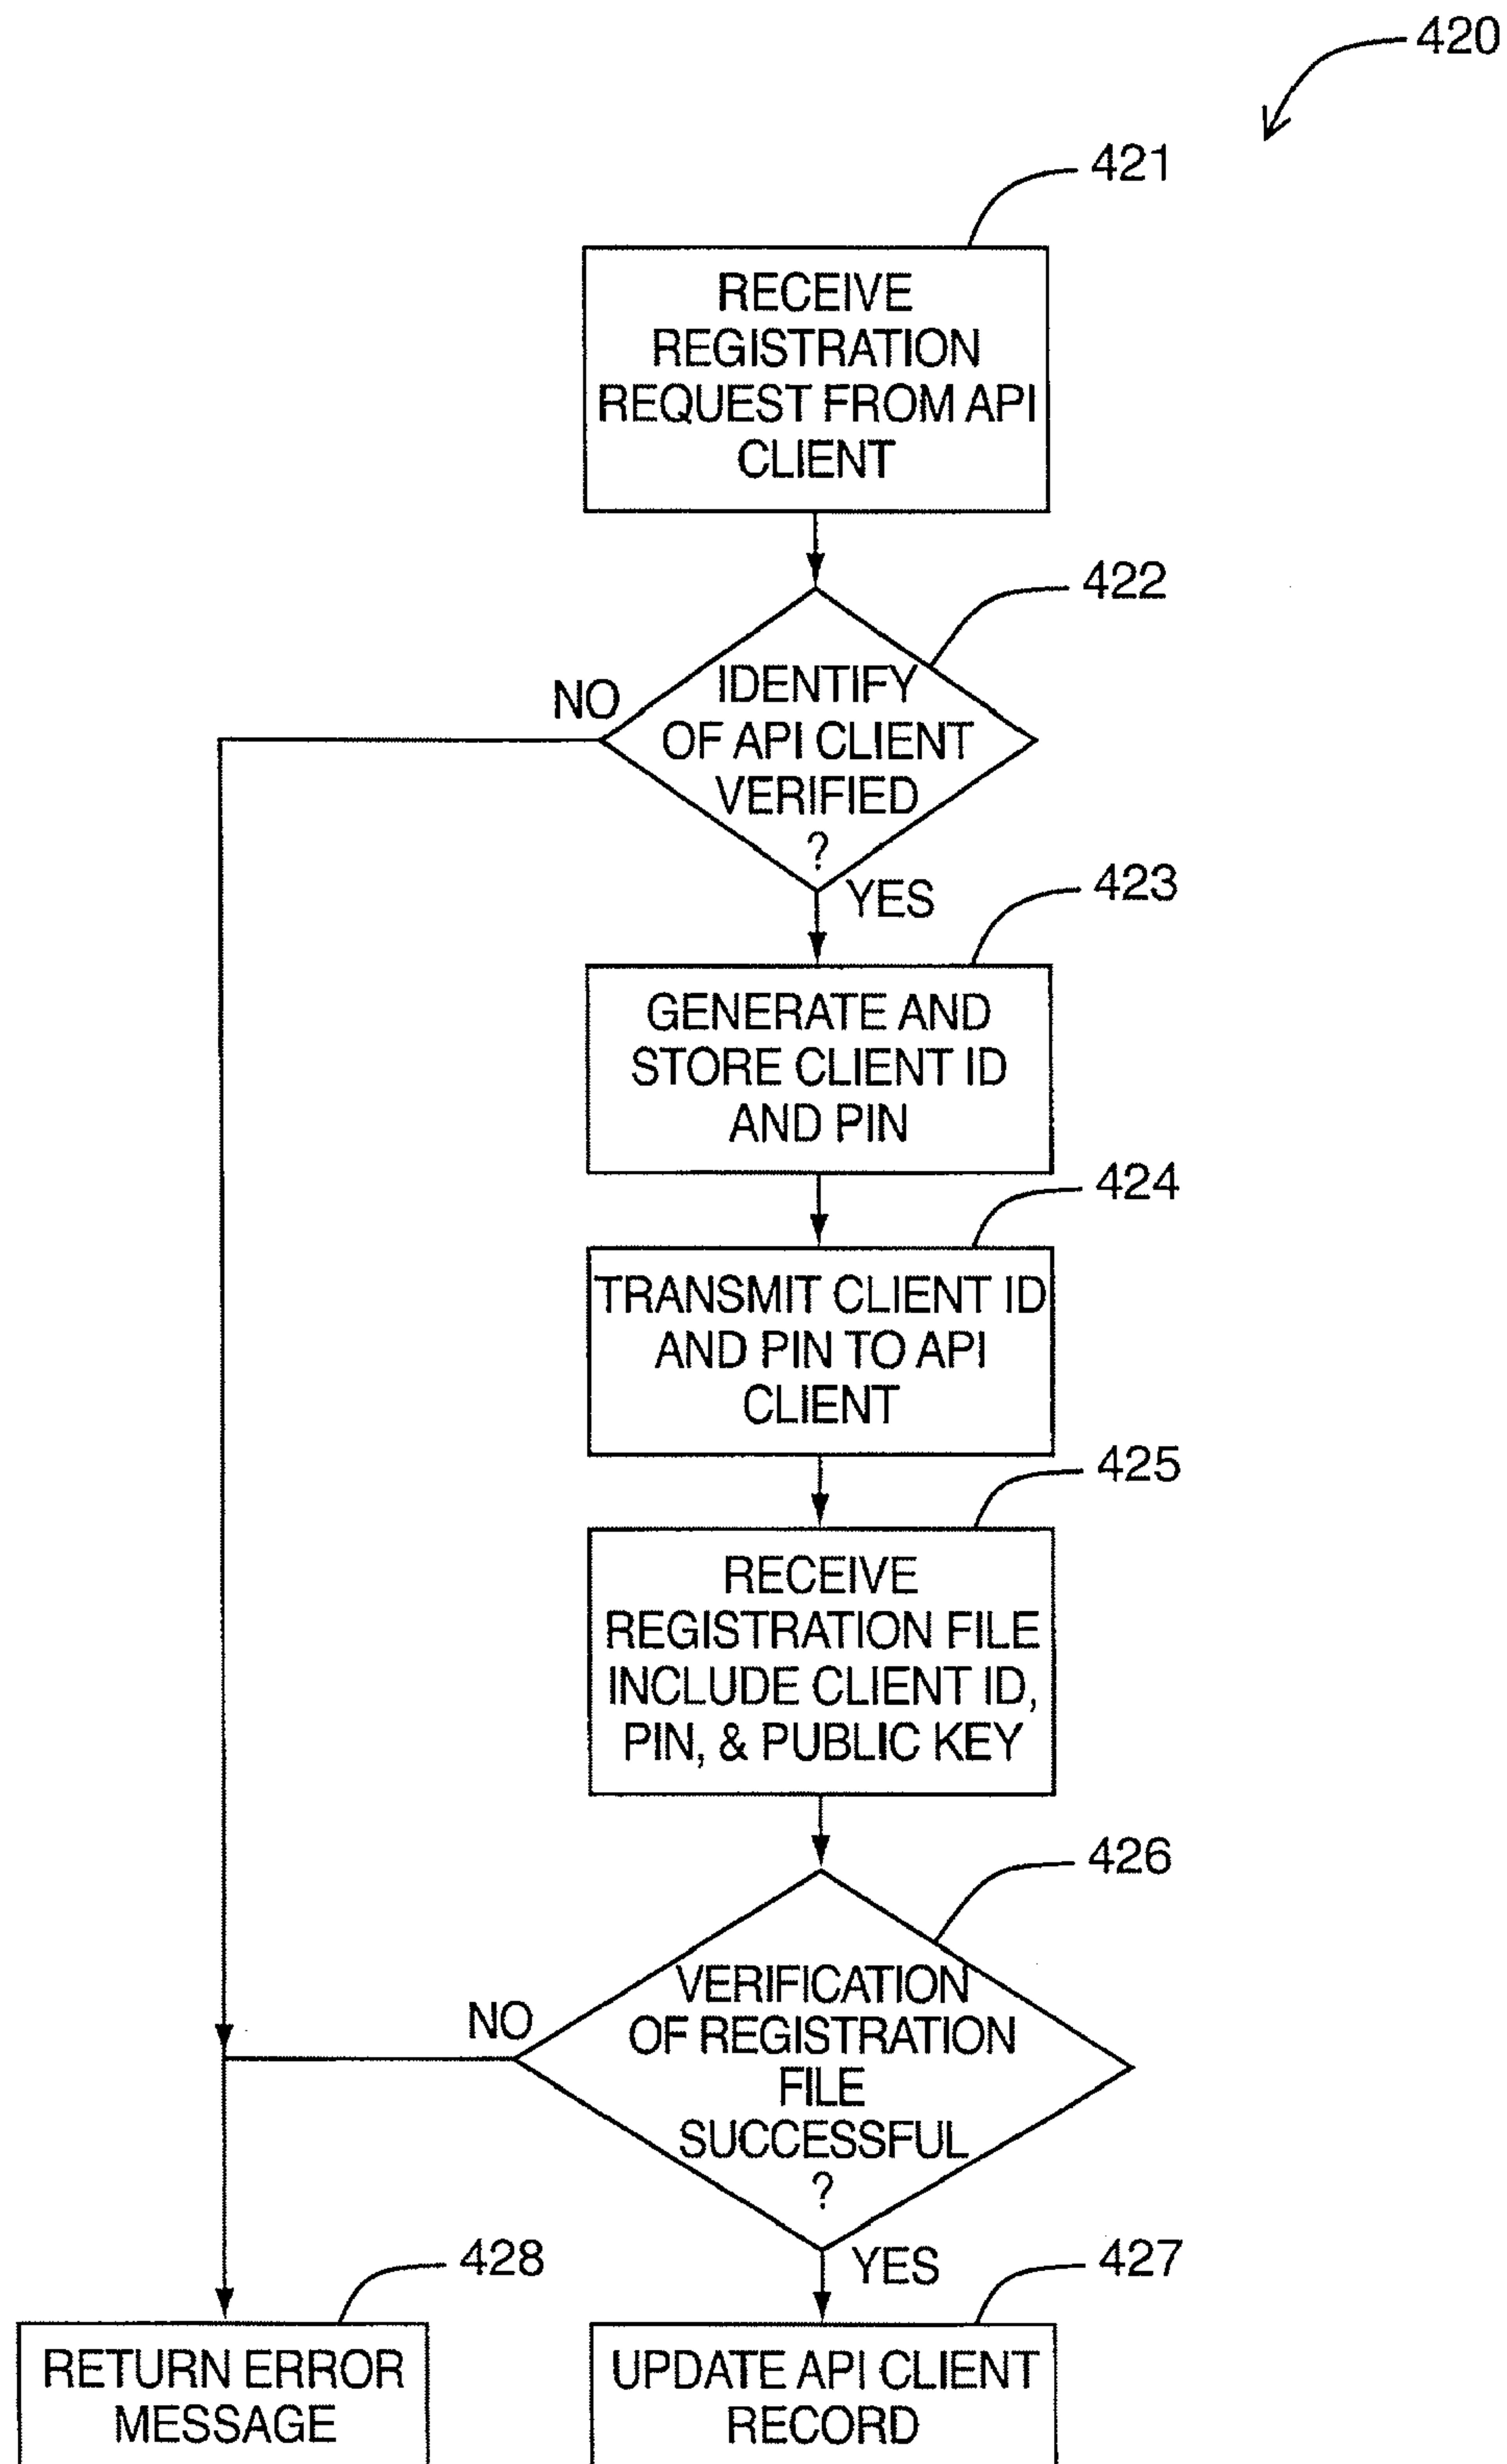 420
421
RECEIVE
REGISTRATION
REQUEST FROM API
CLIENT
422
NO
IDENTIFY
OF API CLIENT
VERIFIED
?
YES
423
GENERATE AND
STORE CLIENT ID
AND PIN
424
TRANSMIT CLIENT ID
AND PIN TO API
CLIENT
425
RECEIVE
REGISTRATION FILE
INCLUDE CLIENT ID,
PIN, & PUBLIC KEY
426
NO
VERIFICATION
OF REGISTRATION
FILE
SUCCESSFUL
?
YES
428
427
RETURN ERROR
MESSAGE
UPDATE API CLIENT
RECORD